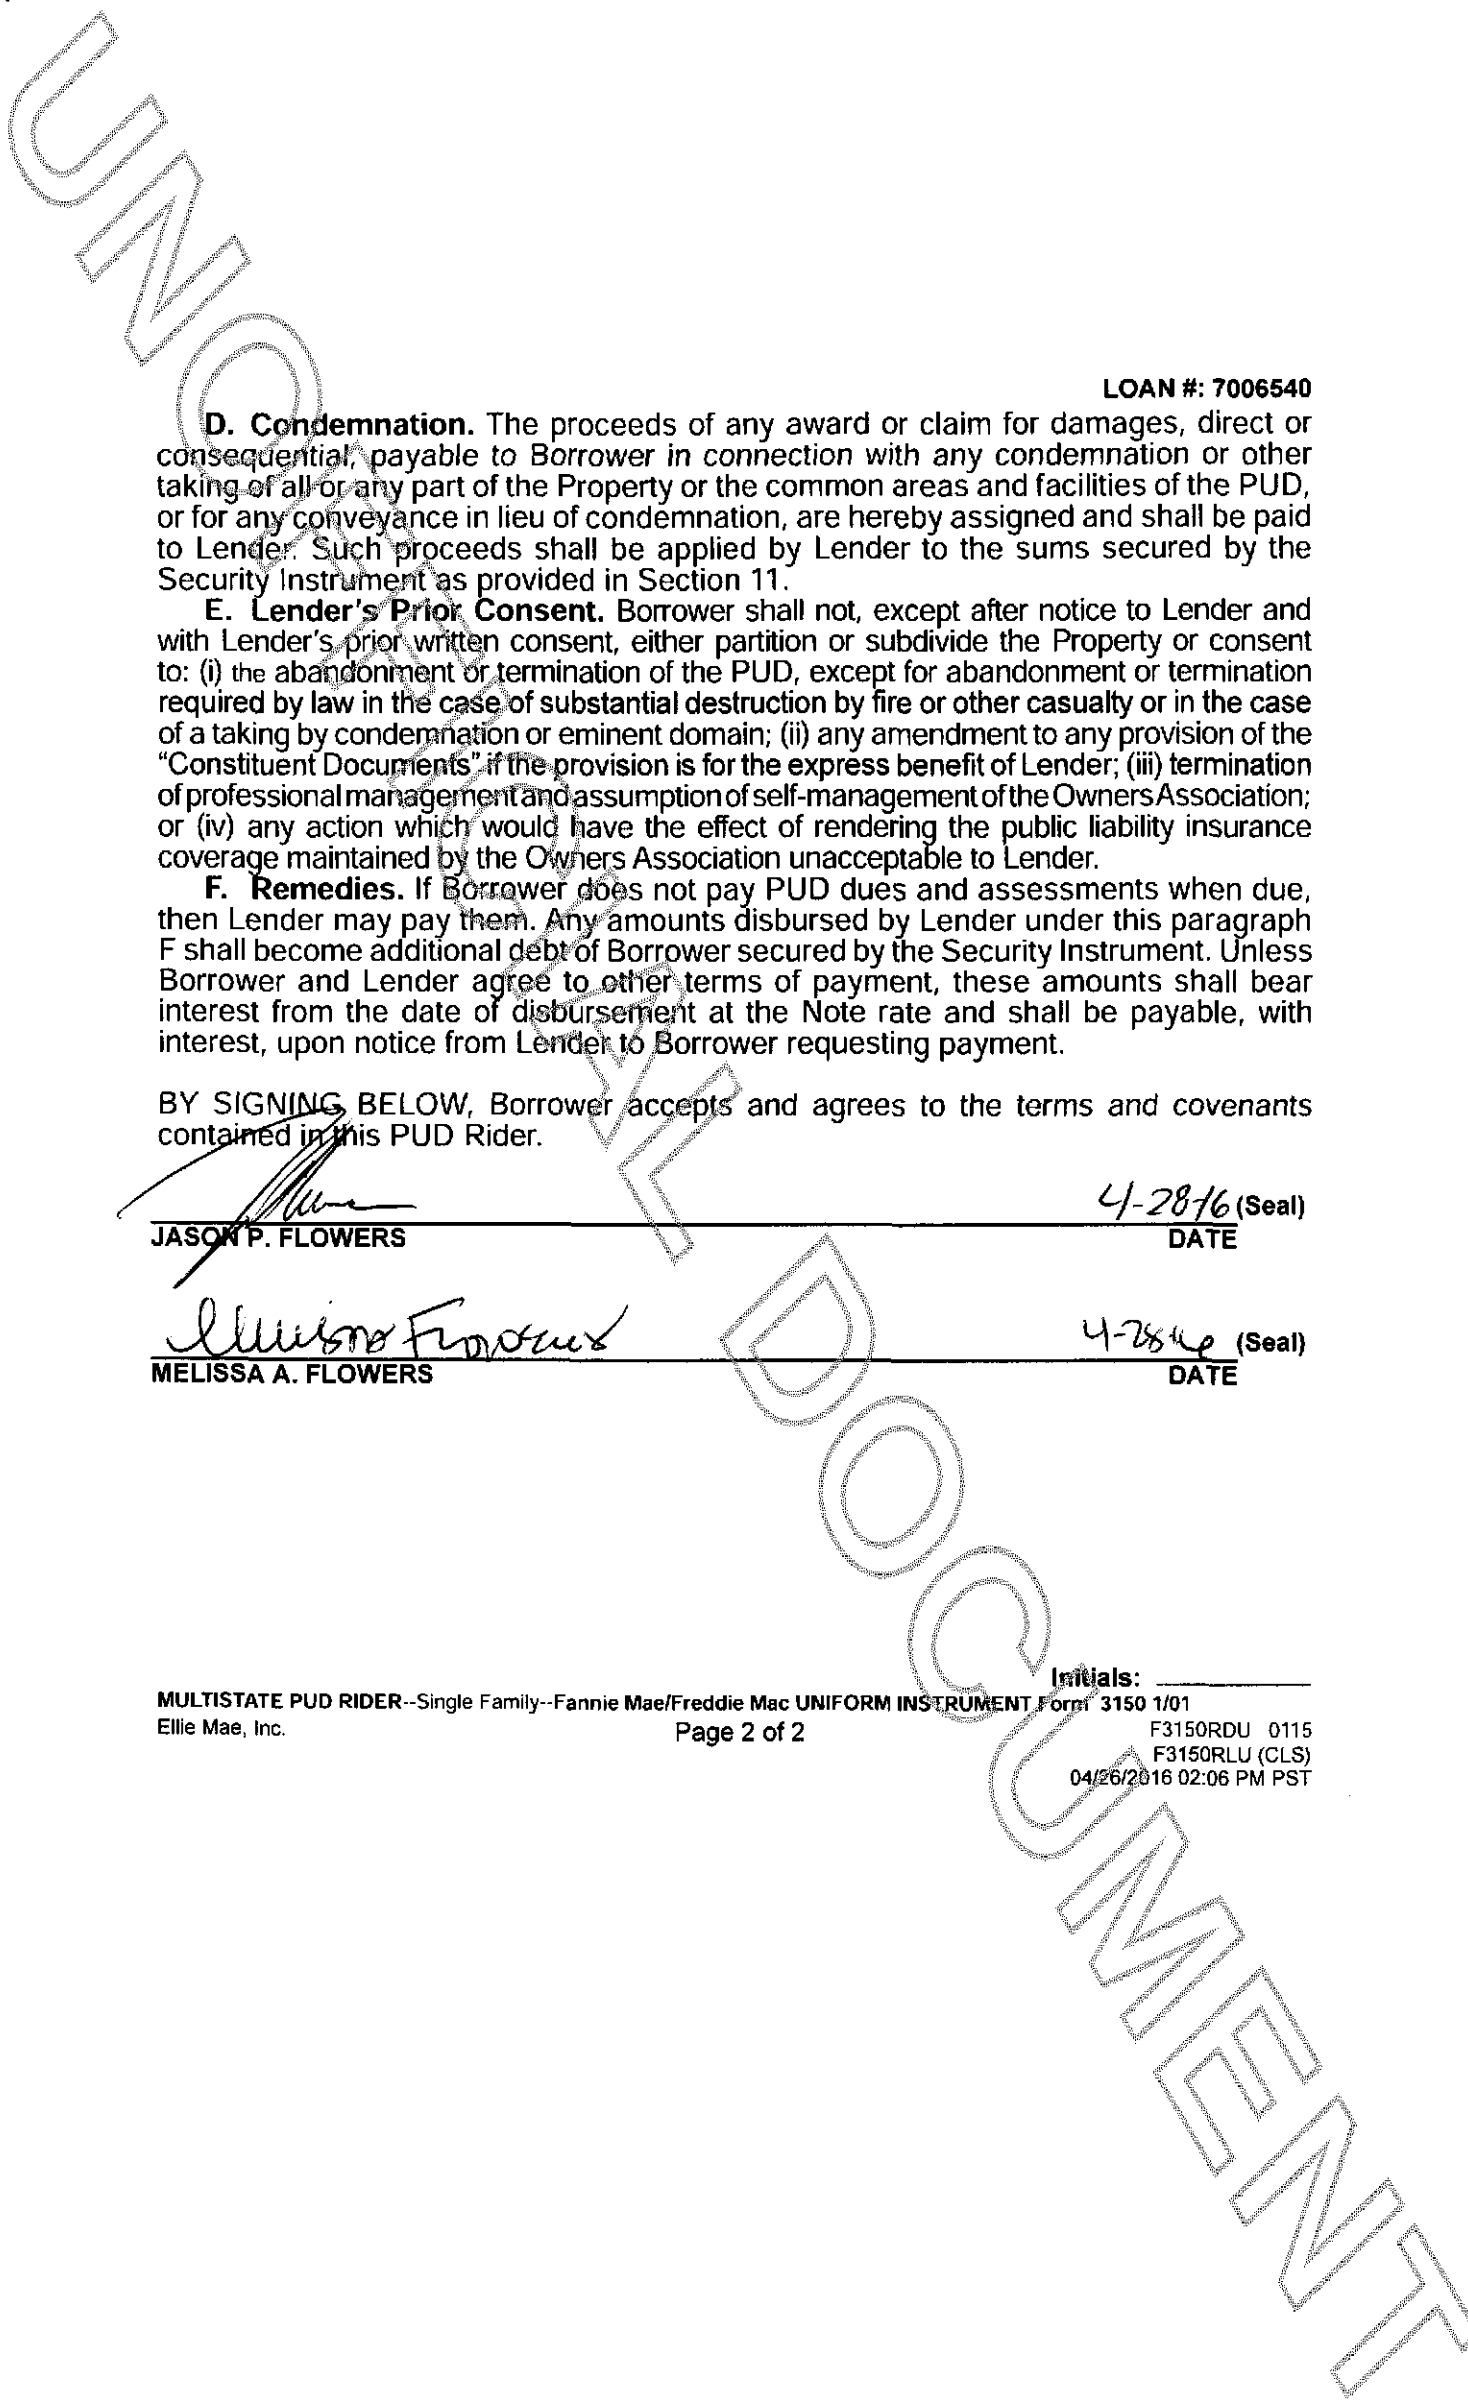 LOAN #: 7006540
D. Condemnation. The proceeds of any award or claim for damages, direct or
consequential, payable to Borrower in connection with any condemnation or other
taking of all or any part of the Property or the common areas and facilities of the PUD,
or for any conveyance in lieu of condemnation, are hereby assigned and shall be paid
to Lender. Such proceeds shall be applied by Lender to the sums secured by the
Security Instrument as provided in Section 11.
E. Lender's Prior Consent. Borrower shall not, except after notice to Lender and
with Lender's prior written consent, either partition or subdivide the Property or consent
to: (i) the abandonment or termination of the PUD, except for abandonment or termination
required by law in the case of substantial destruction by fire or other casualty or in the case
of a taking by condemnation or eminent domain; (ii) any amendment to any provision of the
“Constituent Documents” if the provision is for the express benefit of Lender; (iii) termination
of professional management and assumption of self-management of the Owners Association;
or (iv) any action which would have the effect of rendering the public liability insurance
coverage maintained by the Owners Association unacceptable to Lender.
F. Remedies. If Borrower does not pay PUD dues and assessments when due,
then Lender may pay them. Any amounts disbursed by Lender under this paragraph
F shall become additional debt of Borrower secured by the Security Instrument. Unless
Borrower and Lender agree to other terms of payment, these amounts shall bear
interest from the date of disbursement at the Note rate and shall be payable, with
interest, upon notice from Lender to Borrower requesting payment.
BY SIGNING BELOW, Borrower accepts and agrees to the terms and covenants
contained in this PUD Rider.
4-28-16 (Seal)
JASON P. FLOWERS DATE
Melissa Flowers 4-28-16 (Seal)
MELISSA A. FLOWERS DATE
Initials:
MULTISTATE PUD RIDER--Single Family--Fannie Mae/Freddie Mac UNIFORM INSTRUMENT Form 3150 1/01
Ellie Mae, Inc. Page 2 of 2 F3150RDU 0115
F3150RLU (CLS)
04/26/2016 02:06 PM PST
UNOFFICIAL DOCUMENT